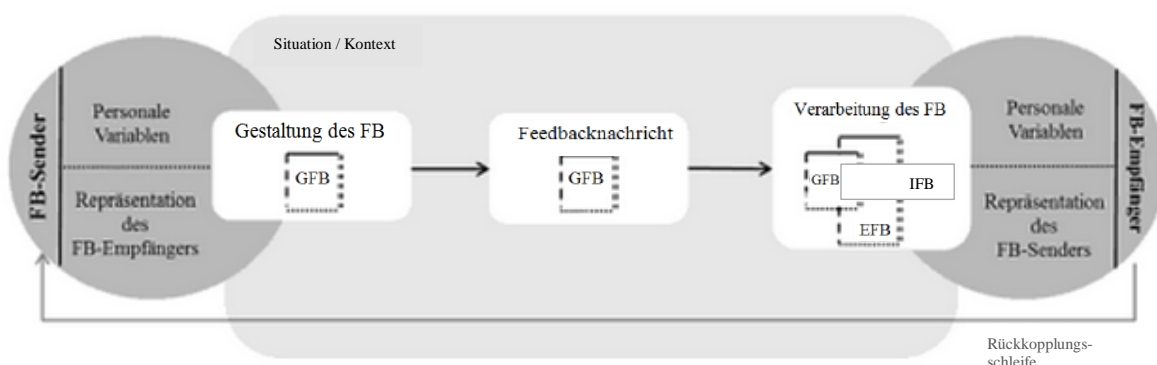 Situation / Kontext
FB-Sender
Personale
Variablen
Repräsentation
des
FB-Empfängers
Gestaltung des FB
GFB
Feedbacknachricht
GFB
Verarbeitung des FB
GFB
IFB
EFB
Personale
Variablen
Repräsentation
des
FB-Senders
FB-Empfänger
Rückkopplungs-
schleife